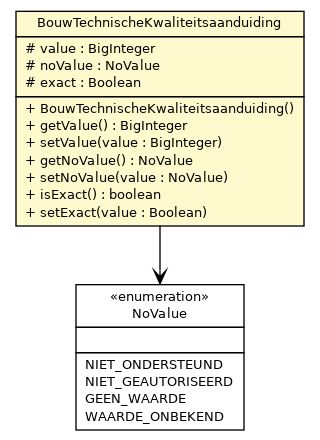 BouwTechnischeKwaliteitsaanduiding
# value : BigInteger
# noValue : NoValue
# exact : Boolean
+ BouwTechnischeKwaliteitsaanduiding()
+ getValue() : BigInteger
+ setValue(value : BigInteger)
+ getNoValue() : NoValue
+ setNoValue(value : NoValue)
+ isExact() : boolean
+ setExact(value : Boolean)
«enumeration»
NoValue
NIET_ONDERSTEUND
NIET_GEAUTORISEERD
GEEN_WAARDE
WAARDE_ONBEKEND